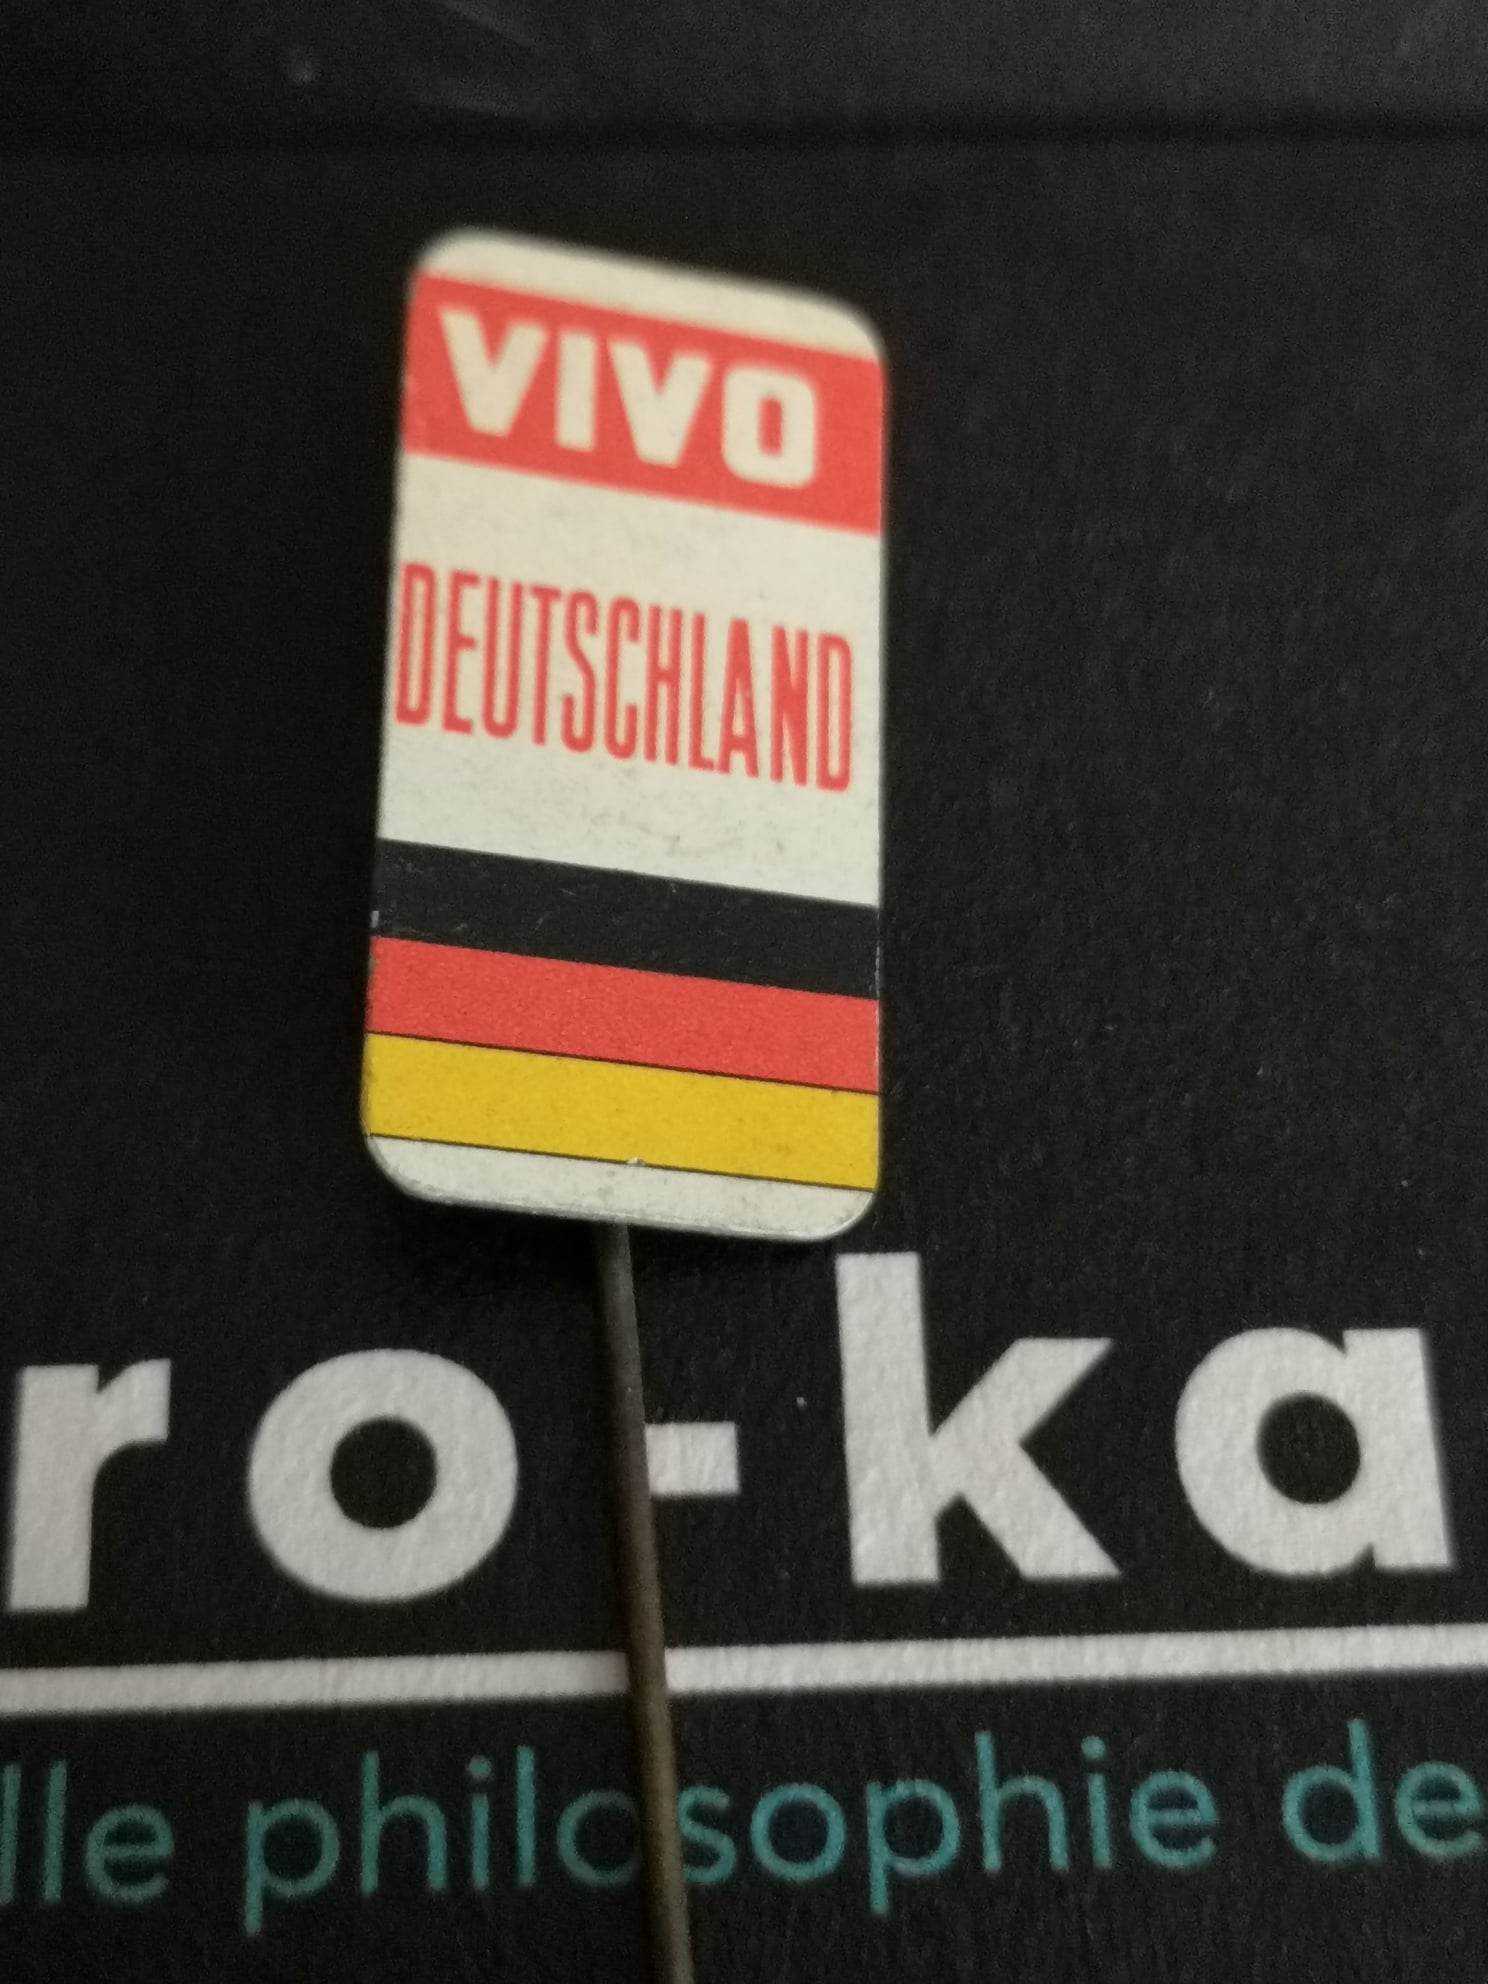 VIVO
DEUTSCHLAND
ro-ka
lle philosophie de